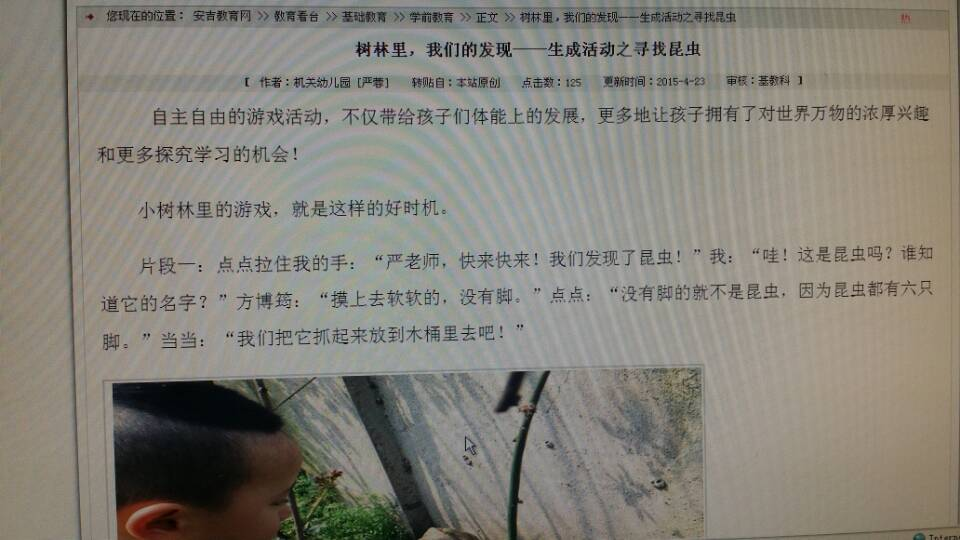 您现在的位置： 安吉教育网 >> 教育看台 >> 基础教育 >> 学前教育 >> 正文 >> 树林里，我们的发现——生成活动之寻找昆虫 热
树林里，我们的发现——生成活动之寻找昆虫
【 作者：机关幼儿园 [严蓉] 转贴自：本站原创 点击数：125 更新时间：2015-4-23 审核：基教科 】
自主自由的游戏活动，不仅带给孩子们体能上的发展，更多地让孩子拥有了对世界万物的浓厚兴趣
和更多探究学习的机会！
小树林里的游戏，就是这样的好时机。
片段一：点点拉住我的手：“严老师，快来快来！我们发现了昆虫！”我：“哇！这是昆虫吗？谁知
道它的名字？”方博筠：“摸上去软软的，没有脚。”点点：“没有脚的就不是昆虫，因为昆虫都有六只
脚。”当当：“我们把它抓起来放到木桶里去吧！”